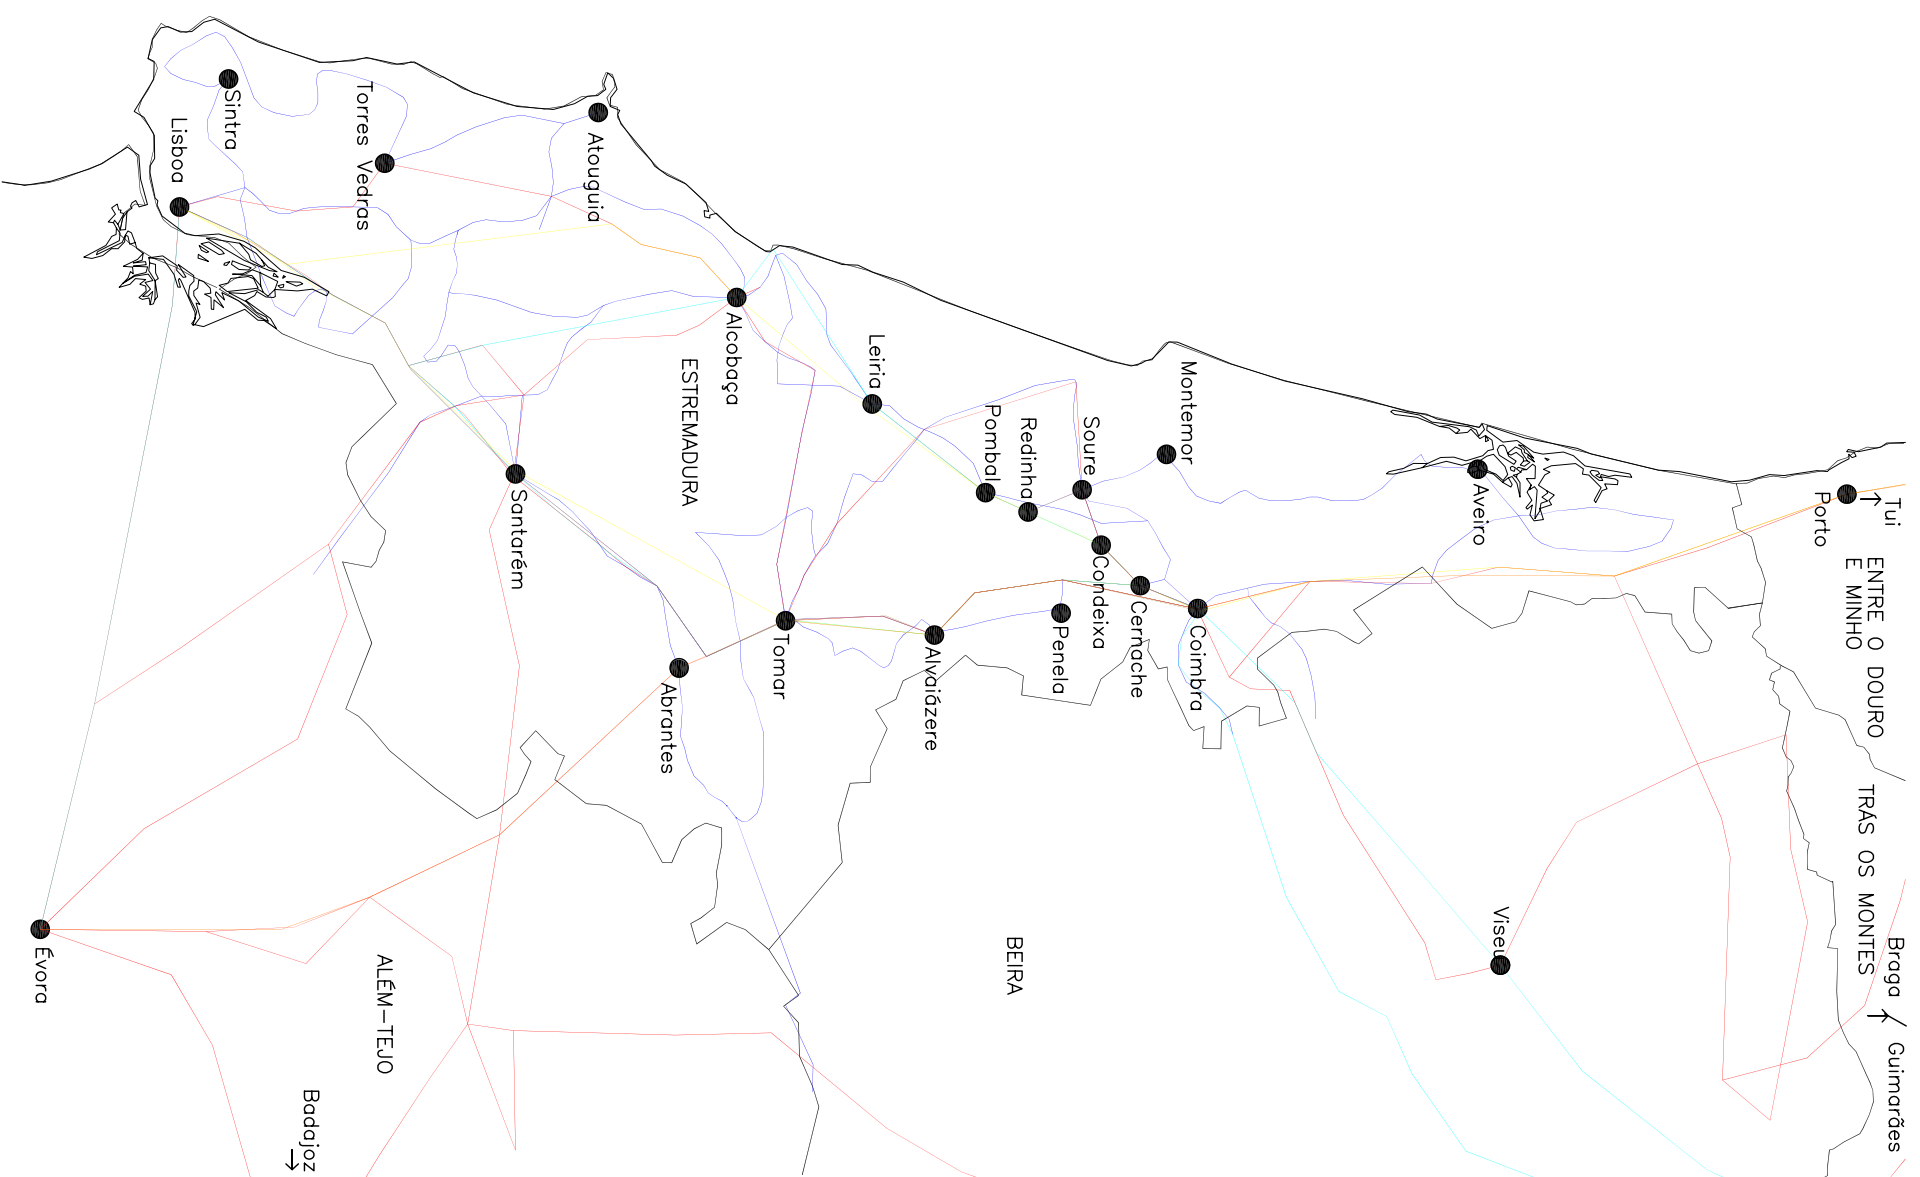 Tui
Porto
ENTRE O DOURO
E MINHO
TRÁS OS MONTES
Braga / Guimarães
Aveiro
Viseu
Montemor
Coimbra
Cernache
Condeixa
Soure
Penela
Redinha
Pombal
BEIRA
Alvaiázere
Leiria
Tomar
Alcobaça
ESTREMADURA
Abrantes
Atouguia
Santarém
Torres Vedras
ALÉM-TEJO
Badajoz
Sintra
Lisboa
Évora